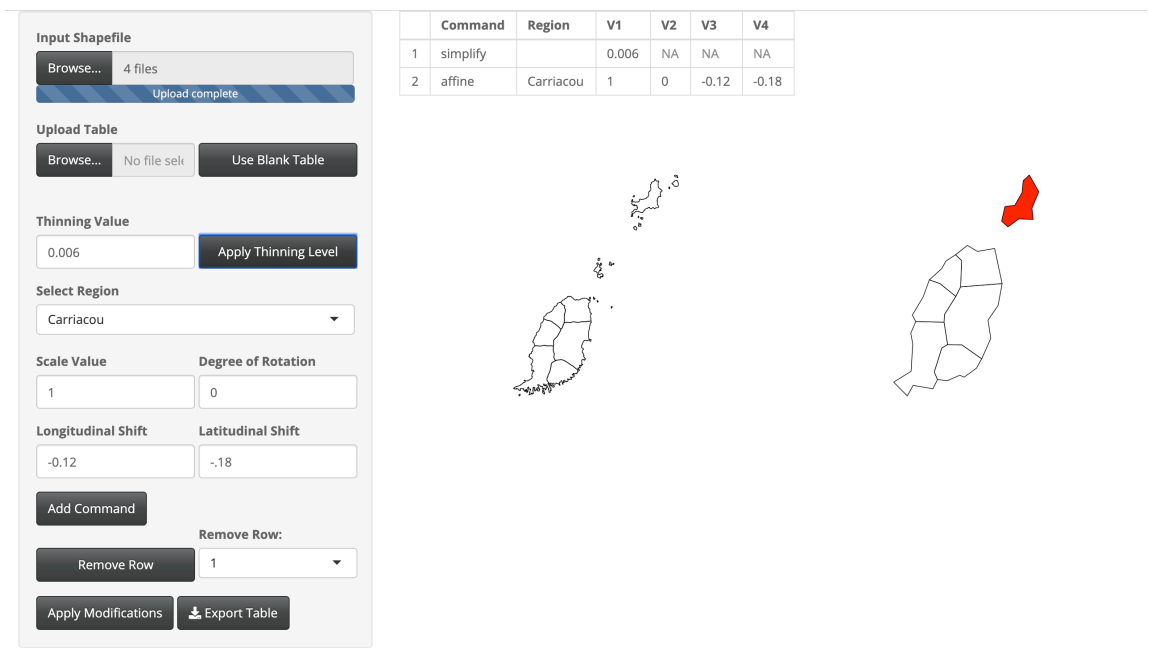 Input Shapefile
Browse... 4 files
Upload complete
Upload Table
Browse... No file sele Use Blank Table
Thinning Value
0.006 Apply Thinning Level
Select Region
Carriacou
Scale Value Degree of Rotation
1 0
Longitudinal Shift Latitudinal Shift
-0.12 -.18
Add Command
Remove Row:
Remove Row 1
Apply Modifications Export Table
Command Region V1 V2 V3 V4
1 simplify 0.006 NA NA NA
2 affine Carriacou 1 0 -0.12 -0.18